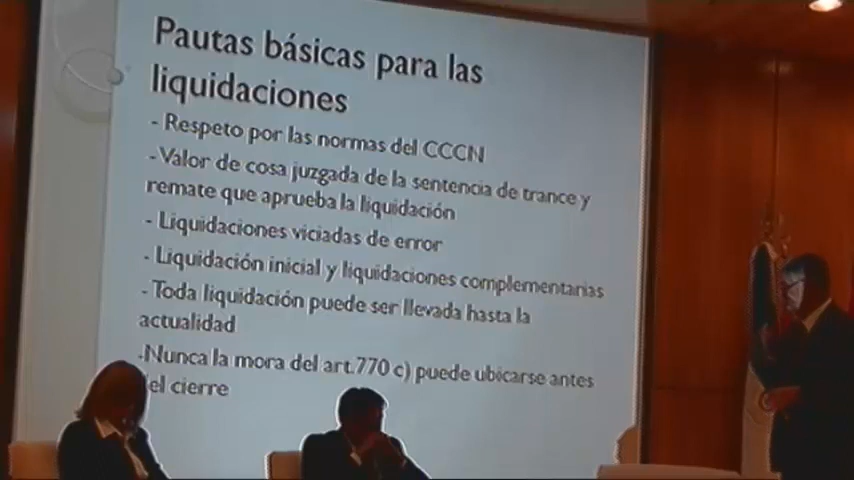 Pautas básicas para las
liquidaciones
- Respeto por las normas del CCCN
- Valor de cosa juzgada de la sentencia de trance y
remate que aprueba la liquidación
- Liquidaciones viciadas de error
- Liquidación inicial y liquidaciones complementarias
- Toda liquidación puede ser llevada hasta la
actualidad
-Nunca la mora del art.770 c) puede ubicarse antes
del cierre